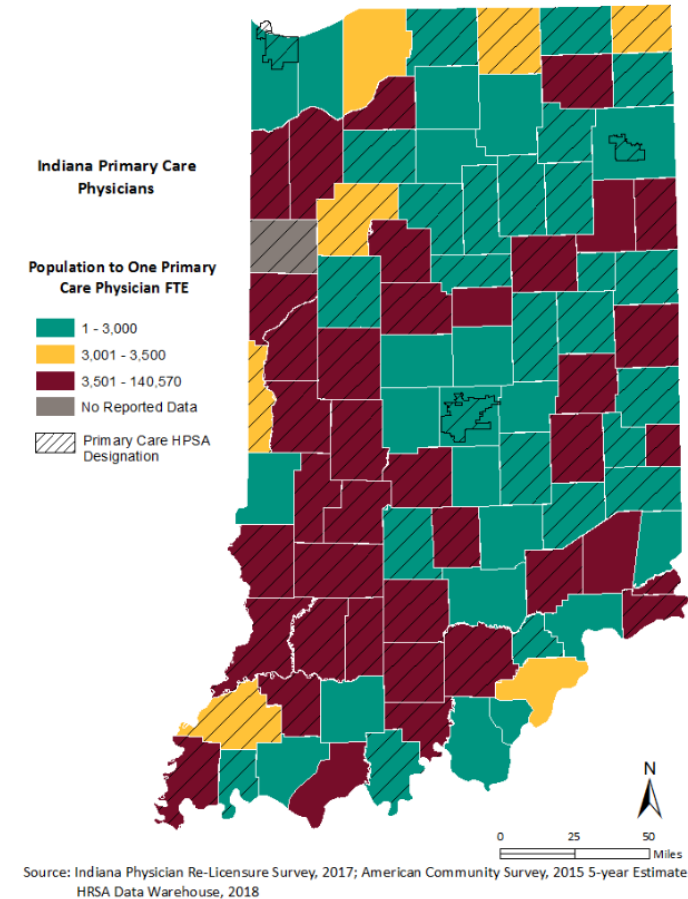 Indiana Primary Care
Physicians
Population to One Primary
Care Physician FTE
1 - 3,000
3,001 - 3,500
3,501 - 140,570
No Reported Data
Primary Care HPSA
Designation
N
0 25 50
Miles
Source: Indiana Physician Re-Licensure Survey, 2017; American Community Survey, 2015 5-year Estimate
HRSA Data Warehouse, 2018